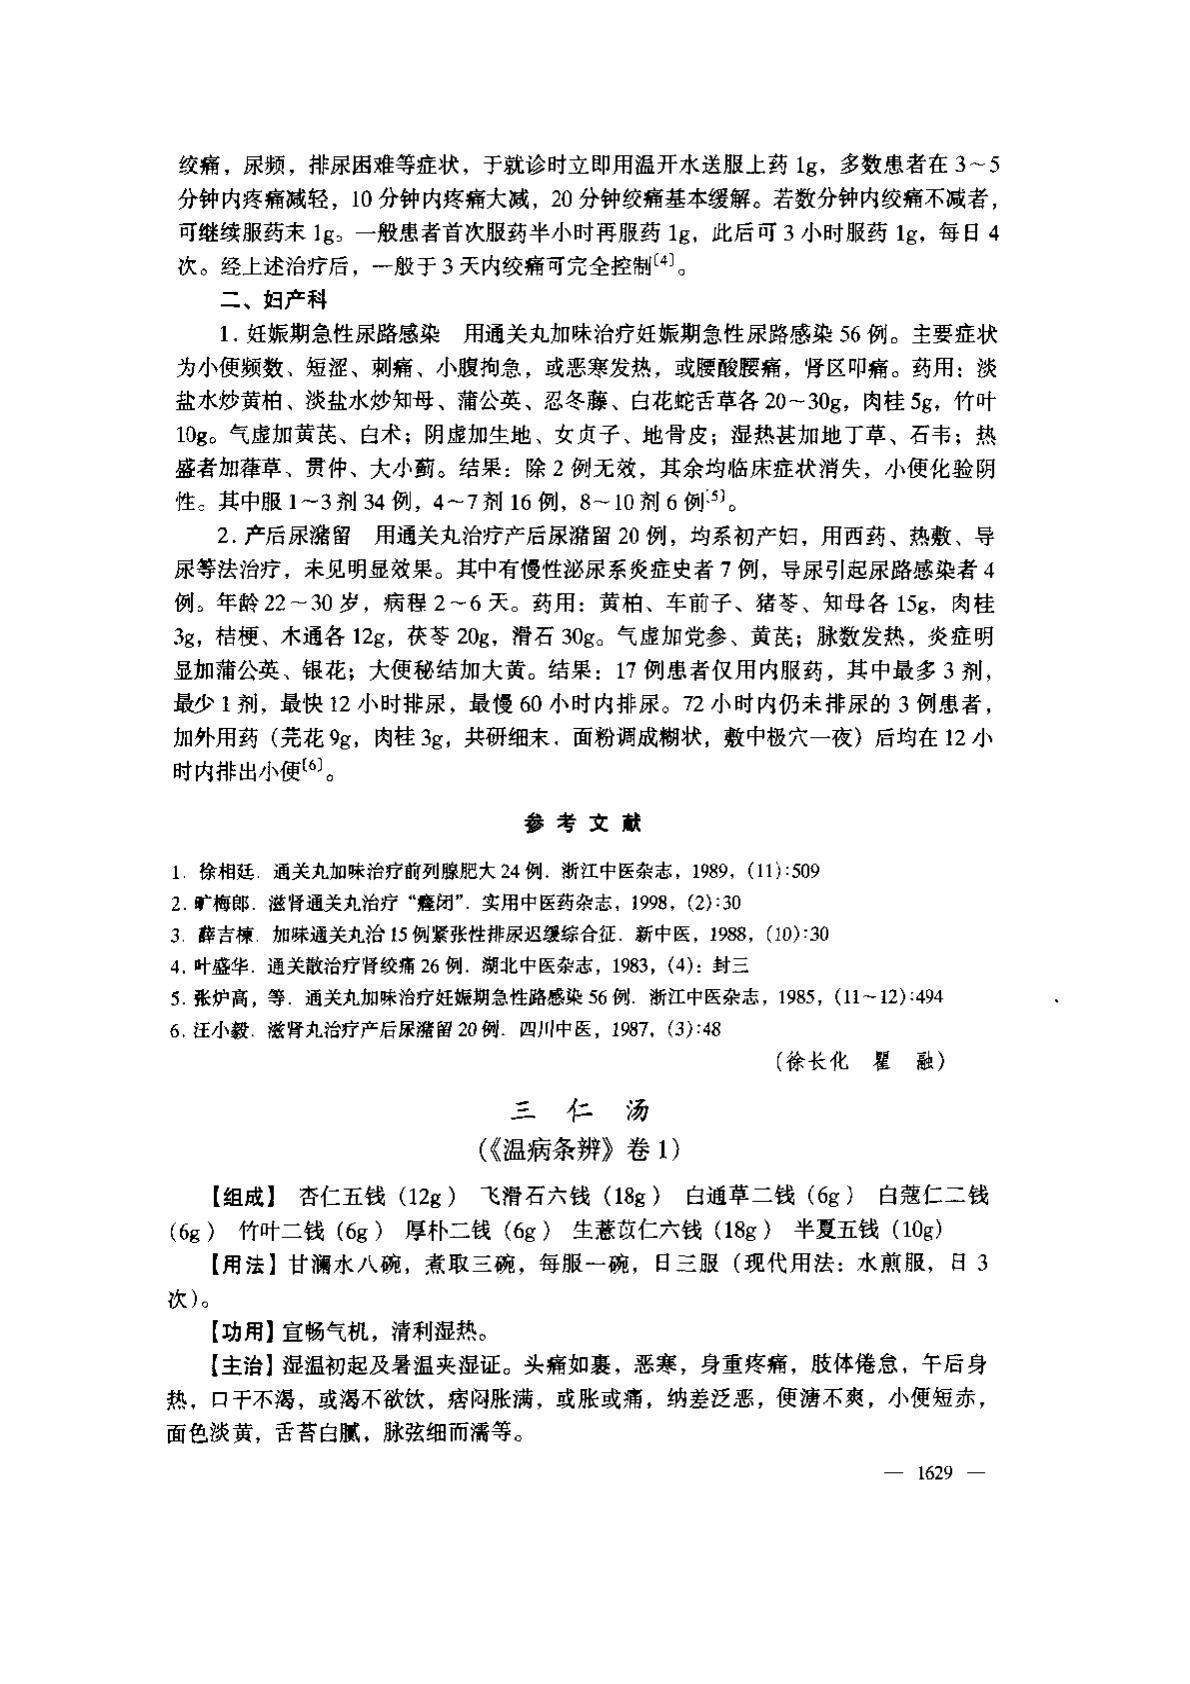 绞痛，尿频，排尿困难等症状，于就诊时立即用温开水送服上药 1g，多数患者在 3～5
分钟内疼痛减轻，10 分钟内疼痛大减，20 分钟绞痛基本缓解。若数分钟内绞痛不减者，
可继续服药末 1g。一般患者首次服药半小时再服药 1g，此后可 3 小时服药 1g，每日 4
次。经上述治疗后，一般于 3 天内绞痛可完全控制〔4〕。
二、妇产科
1. 妊娠期急性尿路感染　用通关丸加味治疗妊娠期急性尿路感染 56 例。主要症状
为小便频数、短涩、刺痛、小腹拘急，或恶寒发热，或腰酸腰痛，肾区叩痛。药用：淡
盐水炒黄柏、淡盐水炒知母、蒲公英、忍冬藤、白花蛇舌草各 20～30g，肉桂 5g，竹叶
10g。气虚加黄芪、白术；阴虚加生地、女贞子、地骨皮；湿热甚加地丁草、石韦；热
盛者加葎草、贯仲、大小蓟。结果：除 2 例无效，其余均临床症状消失，小便化验阴
性。其中服 1～3 剂 34 例，4～7 剂 16 例，8～10 剂 6 例〔5〕。
2. 产后尿潴留　用通关丸治疗产后尿潴留 20 例，均系初产妇，用西药、热敷、导
尿等法治疗，未见明显效果。其中有慢性泌尿系炎症史者 7 例，导尿引起尿路感染者 4
例。年龄 22～30 岁，病程 2～6 天。药用：黄柏、车前子、猪苓、知母各 15g，肉桂
3g，桔梗、木通各 12g，茯苓 20g，滑石 30g。气虚加党参、黄芪；脉数发热，炎症明
显加蒲公英、银花；大便秘结加大黄。结果：17 例患者仅用内服药，其中最多 3 剂，
最少 1 剂，最快 12 小时排尿，最慢 60 小时内排尿。72 小时内仍未排尿的 3 例患者，
加外用药（芫花 9g，肉桂 3g，共研细末，面粉调成糊状，敷中极穴一夜）后均在 12 小
时内排出小便〔6〕。
参 考 文 献
1. 徐相廷. 通关丸加味治疗前列腺肥大 24 例. 浙江中医杂志，1989，(11):509
2. 旷梅郎. 滋肾通关丸治疗“癃闭”. 实用中医药杂志，1998，(2):30
3. 薛吉棟. 加味通关丸治 15 例紧张性排尿迟缓综合征. 新中医，1988，(10):30
4. 叶盛华. 通关散治疗肾绞痛 26 例. 湖北中医杂志，1983，(4)：封三
5. 张炉高，等. 通关丸加味治疗妊娠期急性路感染 56 例. 浙江中医杂志，1985，(11～12):494
6. 汪小毅. 滋肾丸治疗产后尿潴留 20 例. 四川中医，1987，(3):48
（徐长化　瞿　融）
三　仁　汤
（《温病条辨》卷 1）
【组成】　杏仁五钱（12g）　飞滑石六钱（18g）　白通草二钱（6g）　白蔻仁二钱
（6g）　竹叶二钱（6g）　厚朴二钱（6g）　生薏苡仁六钱（18g）　半夏五钱（10g）
【用法】甘澜水八碗，煮取三碗，每服一碗，日三服（现代用法：水煎服，日 3
次）。
【功用】宣畅气机，清利湿热。
【主治】湿温初起及暑温夹湿证。头痛如裹，恶寒，身重疼痛，肢体倦怠，午后身
热，口干不渴，或渴不欲饮，痞闷胀满，或胀或痛，纳差泛恶，便溏不爽，小便短赤，
面色淡黄，舌苔白腻，脉弦细而濡等。
— 1629 —